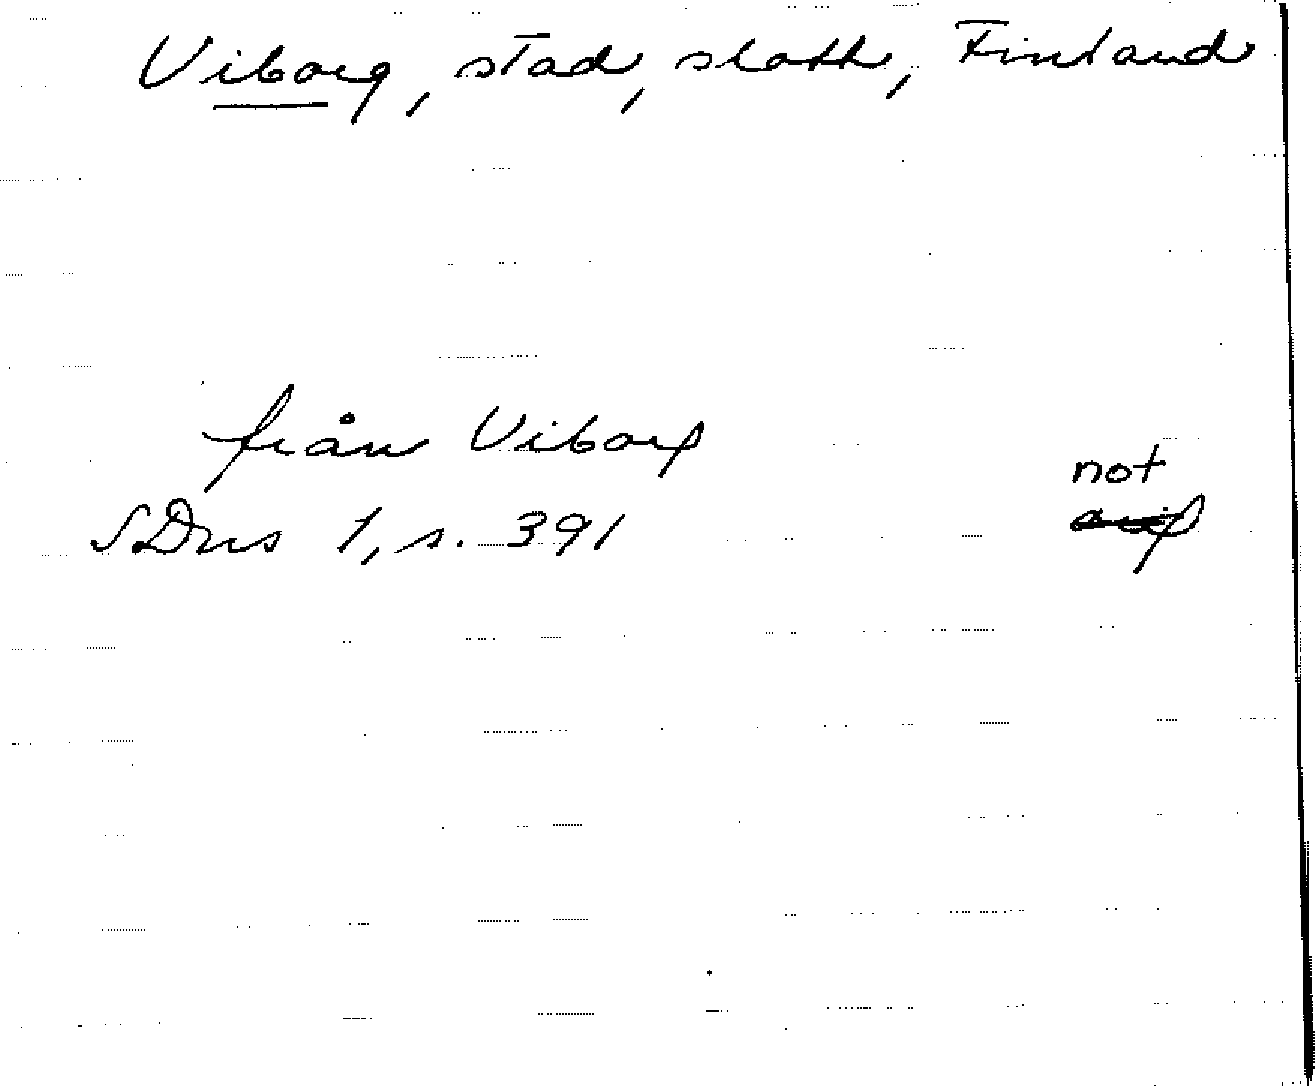 Viborg, stad, slott, Finland
från Viborg
not
SDns 1, s. 391